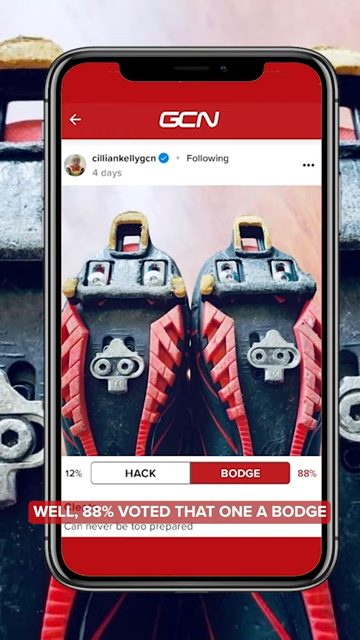 GCN
cilliankellygcn • Following
4 days
12% HACK BODGE 88%
WELL, 88% VOTED THAT ONE A BODGE
Can never be too prepared